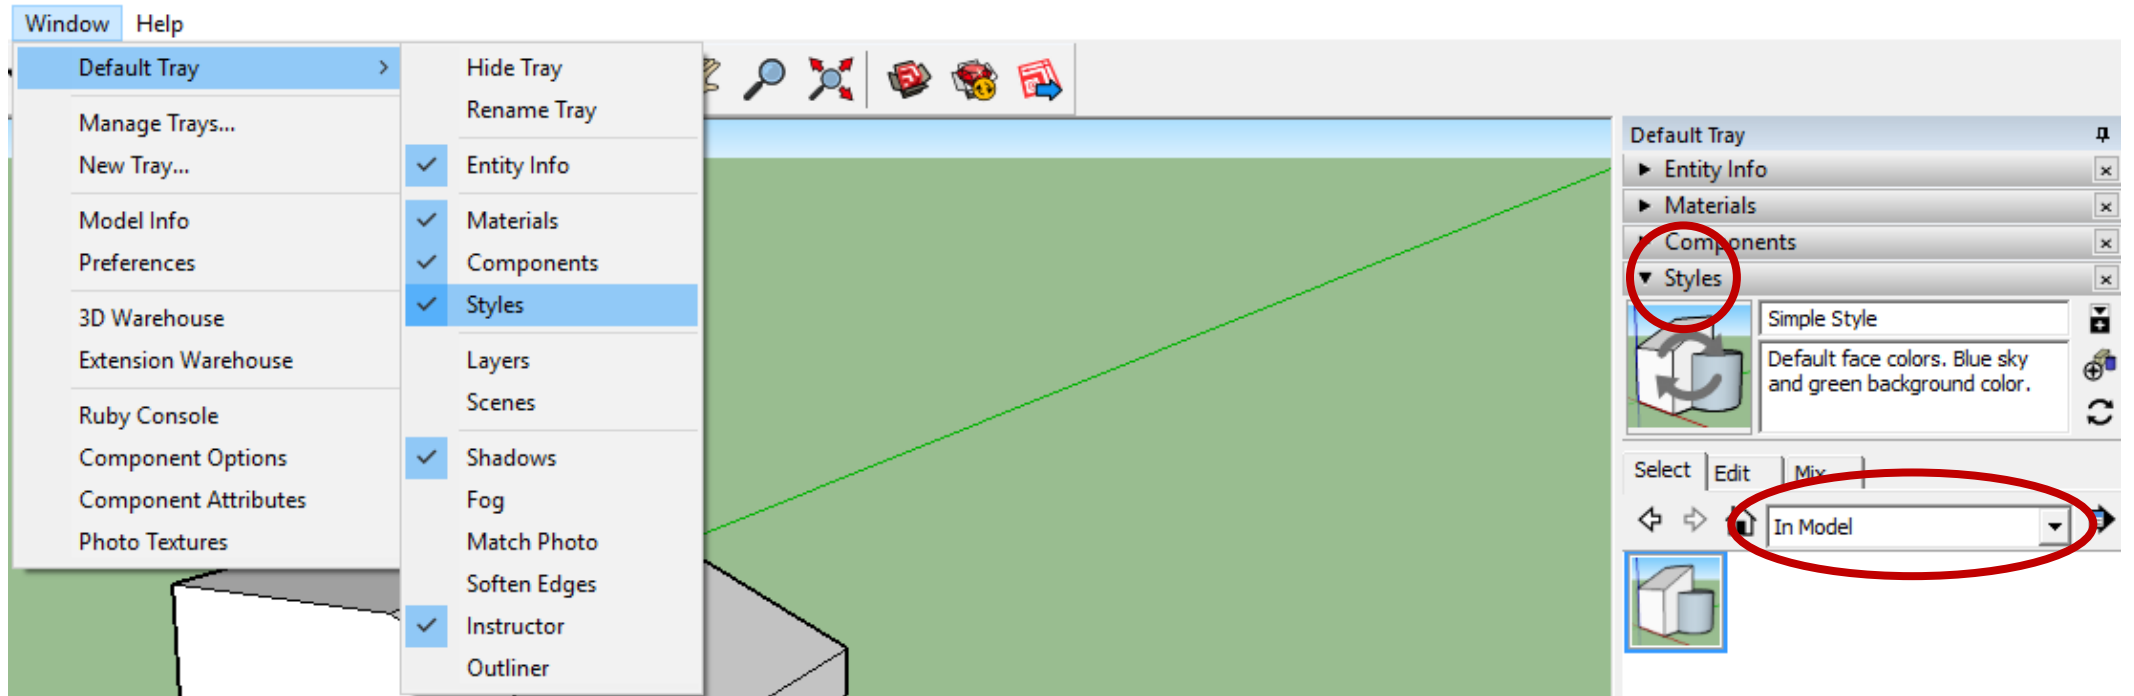 Window Help
Default Tray >
Manage Trays...
New Tray...
Model Info
Preferences
3D Warehouse
Extension Warehouse
Ruby Console
Component Options
Component Attributes
Photo Textures
Hide Tray
Rename Tray
Entity Info
Materials
Components
Styles
Layers
Scenes
Shadows
Fog
Match Photo
Soften Edges
Instructor
Outliner
Default Tray
Entity Info
Materials
Components
Styles
Simple Style
Default face colors. Blue sky
and green background color.
Select Edit Mix
In Model